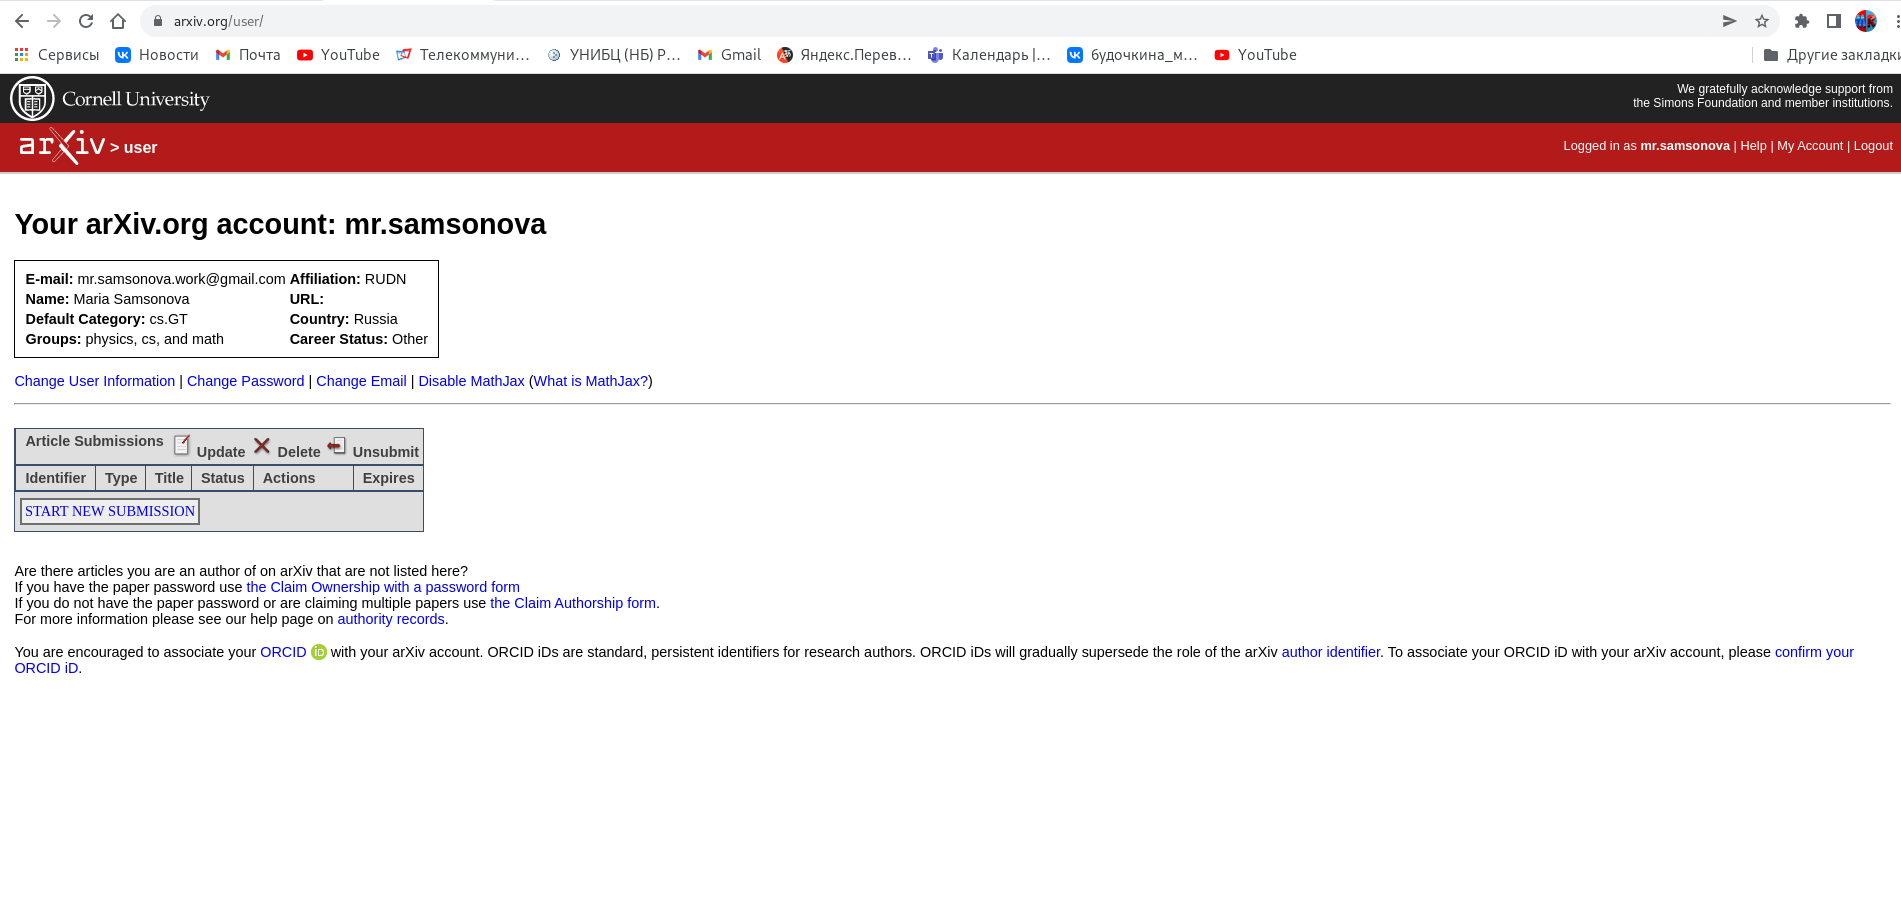 arxiv.org/user/
Сервисы Новости Почта YouTube Телекоммуни... УНИБЦ (НБ) Р... Gmail Яндекс.Перев... Календарь |... будочкина_м... YouTube Другие закладки
Cornell University
We gratefully acknowledge support from
the Simons Foundation and member institutions.
arXiv > user
Logged in as mr.samsonova | Help | My Account | Logout
Your arXiv.org account: mr.samsonova
E-mail: mr.samsonova.work@gmail.com Affiliation: RUDN
Name: Maria Samsonova URL:
Default Category: cs.GT Country: Russia
Groups: physics, cs, and math Career Status: Other
Change User Information | Change Password | Change Email | Disable MathJax (What is MathJax?)
Article Submissions Update Delete Unsubmit
Identifier Type Title Status Actions Expires
START NEW SUBMISSION
Are there articles you are an author of on arXiv that are not listed here?
If you have the paper password use the Claim Ownership with a password form
If you do not have the paper password or are claiming multiple papers use the Claim Authorship form.
For more information please see our help page on authority records.
You are encouraged to associate your ORCID iD with your arXiv account. ORCID iDs are standard, persistent identifiers for research authors. ORCID iDs will gradually supersede the role of the arXiv author identifier. To associate your ORCID iD with your arXiv account, please confirm your
ORCID iD.